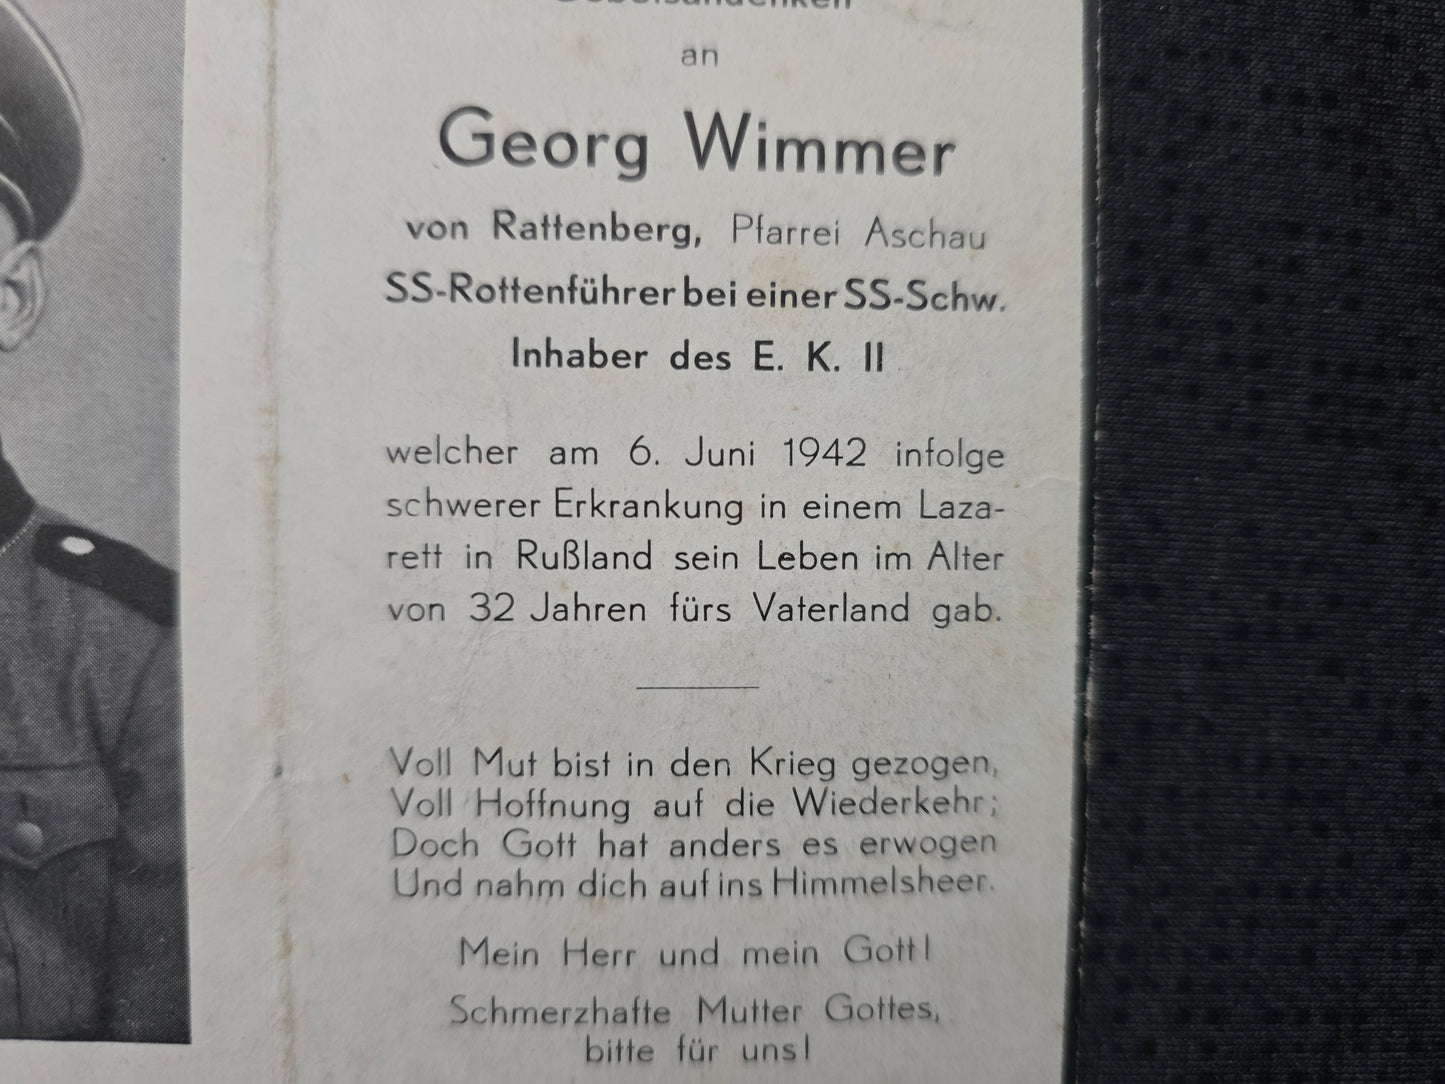 an
Georg Wimmer
von Rattenberg, Pfarrei Aschau
SS-Rottenführer bei einer SS-Schw.
Inhaber des E. K. II
welcher am 6. Juni 1942 infolge
schwerer Erkrankung in einem Laza-
rett in Rußland sein Leben im Alter
von 32 Jahren fürs Vaterland gab.
Voll Mut bist in den Krieg gezogen,
Voll Hoffnung auf die Wiederkehr;
Doch Gott hat anders es erwogen
Und nahm dich auf ins Himmelsheer.
Mein Herr und mein Gott!
Schmerzhafte Mutter Gottes,
bitte für uns!